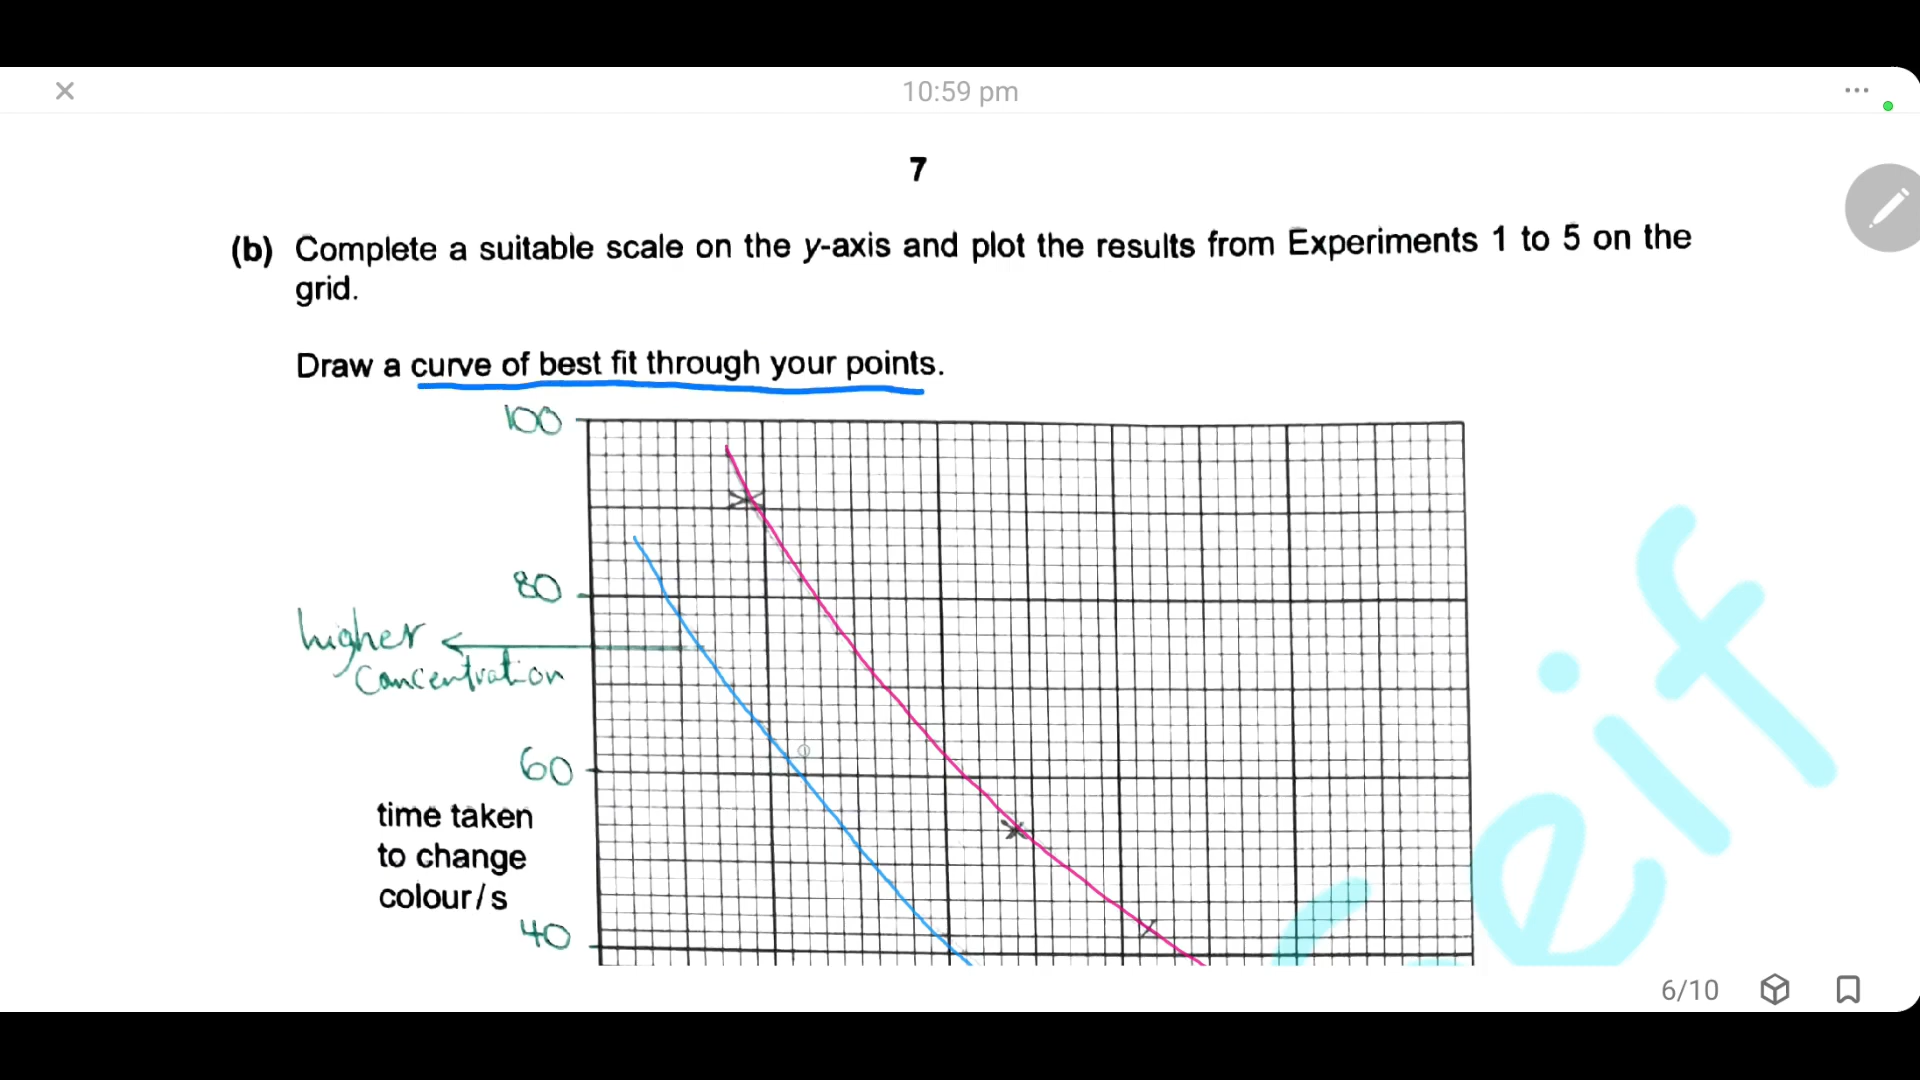 10:59 pm
7
(b) Complete a suitable scale on the y-axis and plot the results from Experiments 1 to 5 on the
grid.
Draw a curve of best fit through your points.
100
80
higher
concentration
60
time taken
to change
colour/s
40
eif
6/10